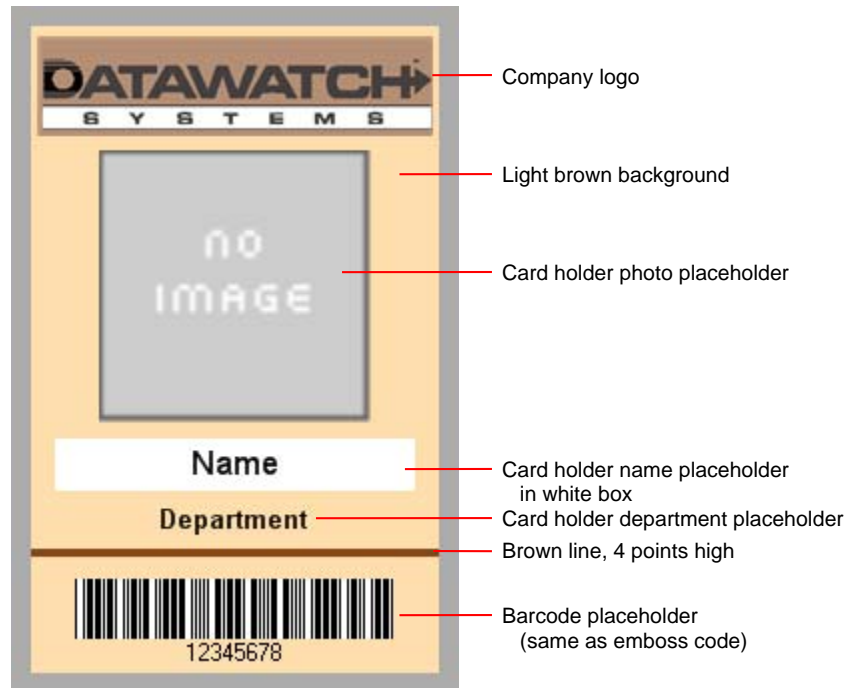 DATAWATCH
SYSTEMS
Company logo
Light brown background
NO
IMAGE
Card holder photo placeholder
Name
Card holder name placeholder
in white box
Department
Card holder department placeholder
Brown line, 4 points high
Barcode placeholder
(same as emboss code)
12345678